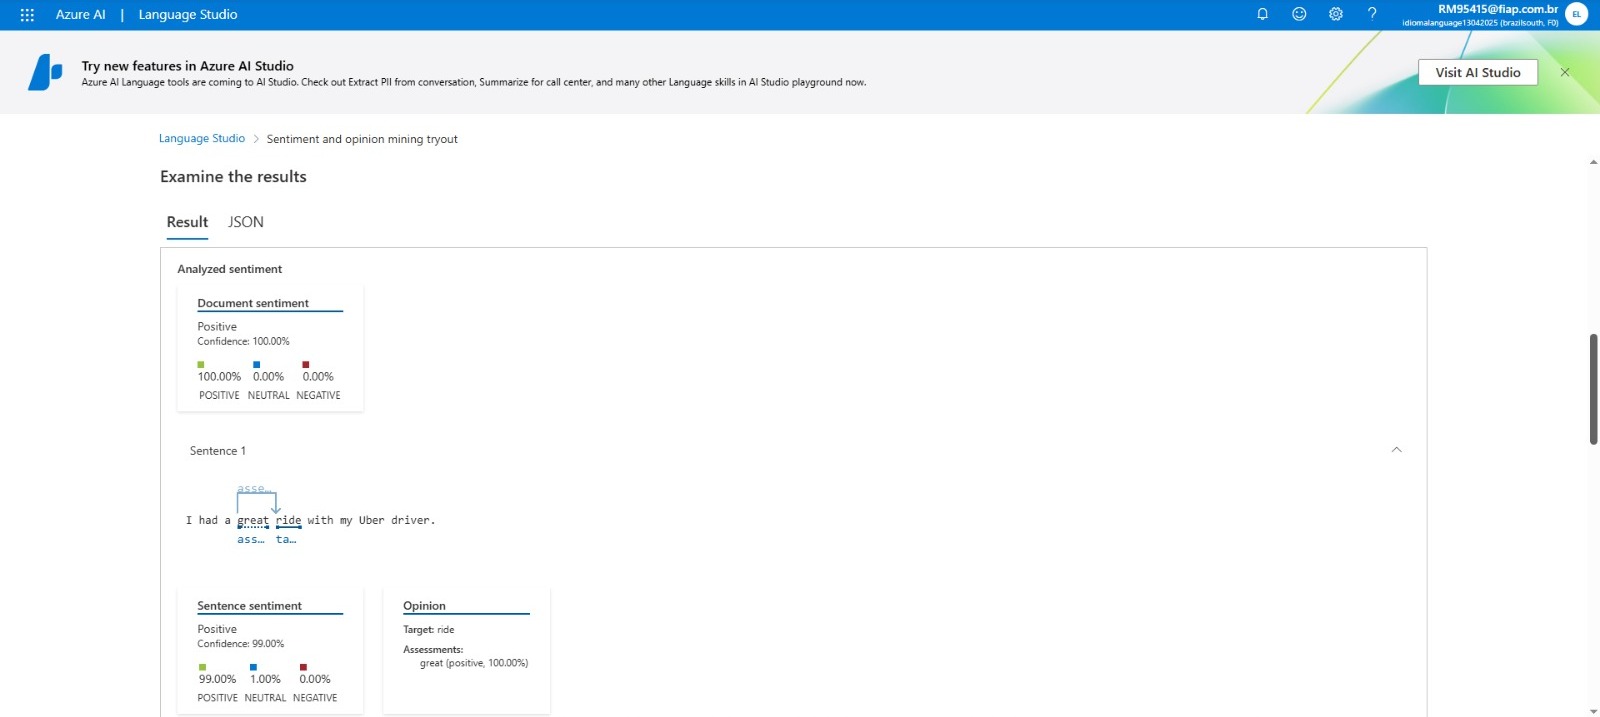 Azure AI | Language Studio
RM95415@fiap.com.br
idiomalanguage13042025 (brazilsouth, F0)
EL
Try new features in Azure AI Studio
Azure AI Language tools are coming to AI Studio. Check out Extract PII from conversation, Summarize for call center, and many other Language skills in AI Studio playground now.
Visit AI Studio
Language Studio > Sentiment and opinion mining tryout
Examine the results
Result JSON
Analyzed sentiment
Document sentiment
Positive
Confidence: 100.00%
100.00% 0.00% 0.00%
POSITIVE NEUTRAL NEGATIVE
Sentence 1
asse...
I had a great ride with my Uber driver.
ass... ta...
Sentence sentiment
Positive
Confidence: 99.00%
99.00% 1.00% 0.00%
POSITIVE NEUTRAL NEGATIVE
Opinion
Target: ride
Assessments:
great (positive, 100.00%)